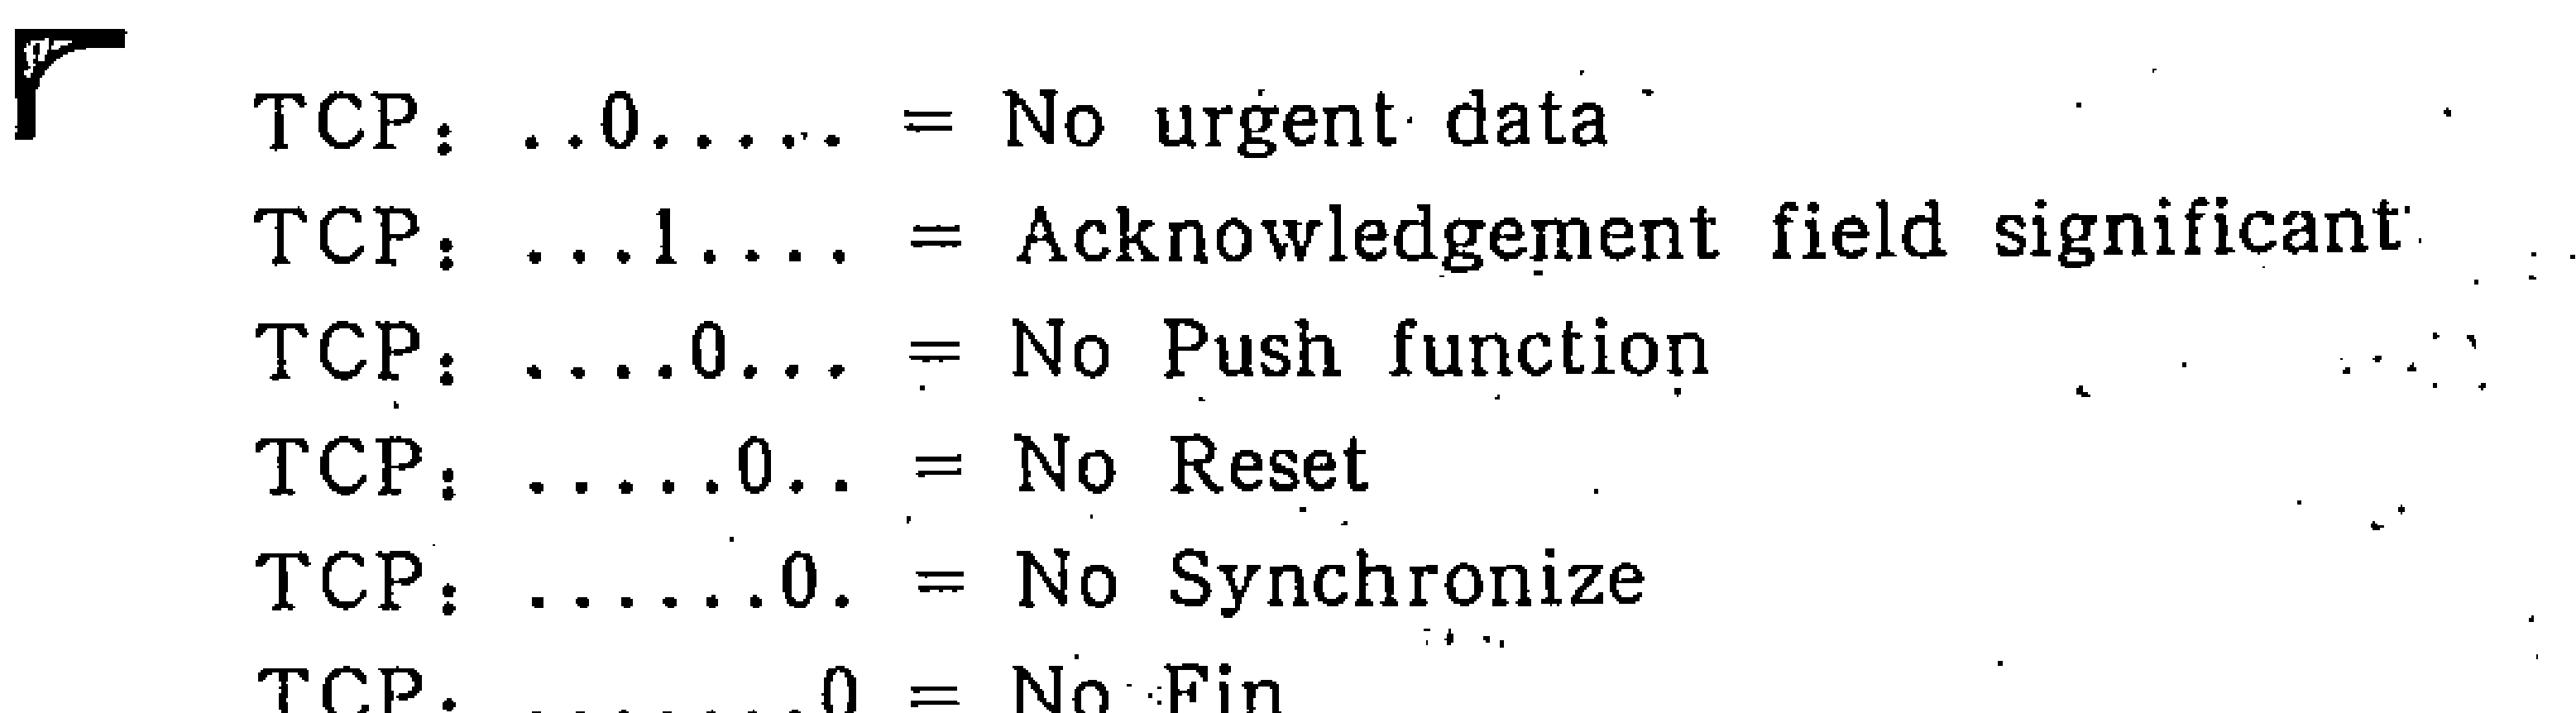 TCP: ..0..... = No urgent data
TCP: ...1.... = Acknowledgement field significant
TCP: ....0... = No Push function
TCP: .....0.. = No Reset
TCP: ......0. = No Synchronize
TCP: .......0 = No Fin